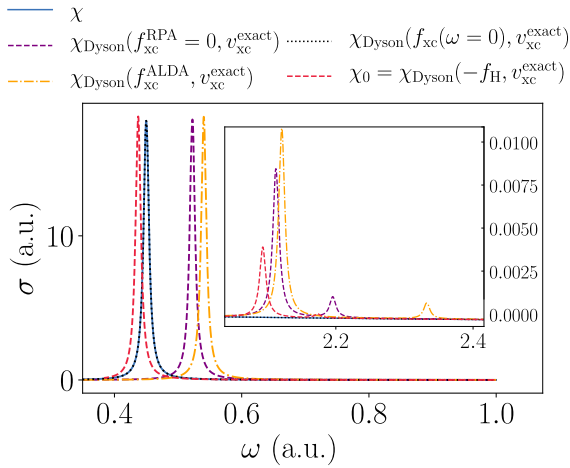 χ
χ_Dyson(f_xc^RPA = 0, v_xc^exact)
χ_Dyson(f_xc^ALDA, v_xc^exact)
χ_Dyson(f_xc(ω = 0), v_xc^exact)
χ_0 = χ_Dyson(−f_H, v_xc^exact)
σ (a.u.)
10
0
0.0100
0.0075
0.0050
0.0025
0.0000
2.2 2.4
0.4 0.6 0.8 1.0
ω (a.u.)